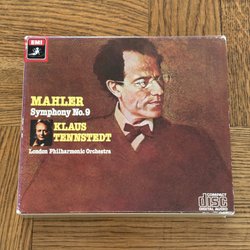 EMI
MAHLER
Symphony No.9
KLAUS
TENNSTEDT
London Philharmonic Orchestra
COMPACT
disc
DIGITAL AUDIO